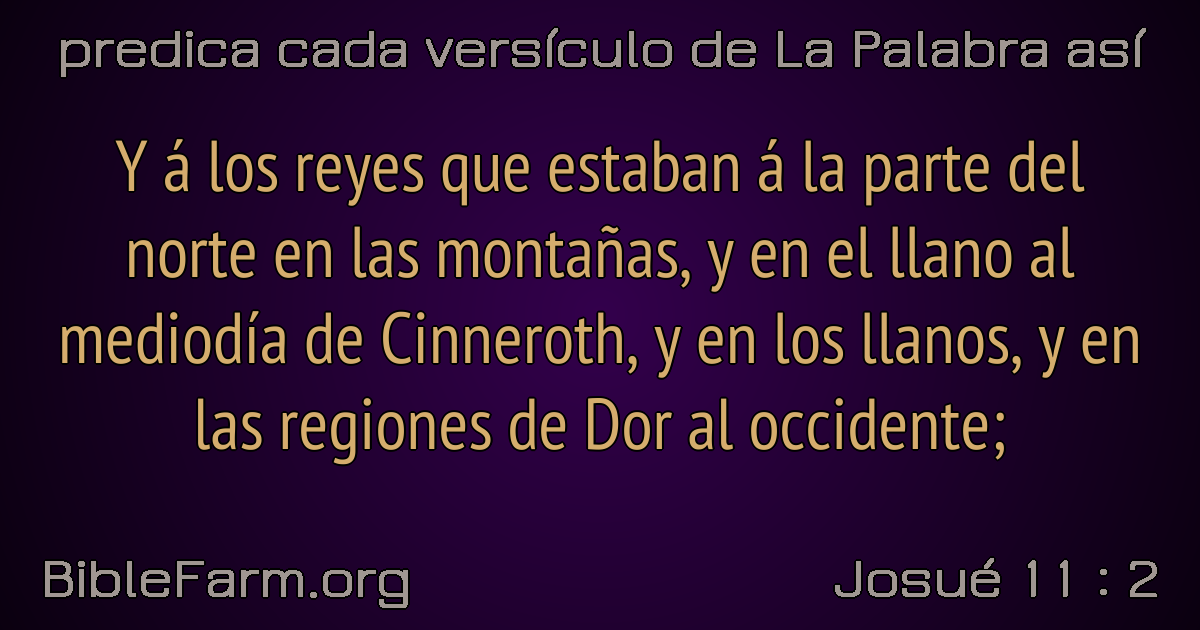 predica cada versículo de La Palabra así
Y á los reyes que estaban á la parte del
norte en las montañas, y en el llano al
mediodía de Cinneroth, y en los llanos, y en
las regiones de Dor al occidente;
BibleFarm.org
Josué 11 : 2